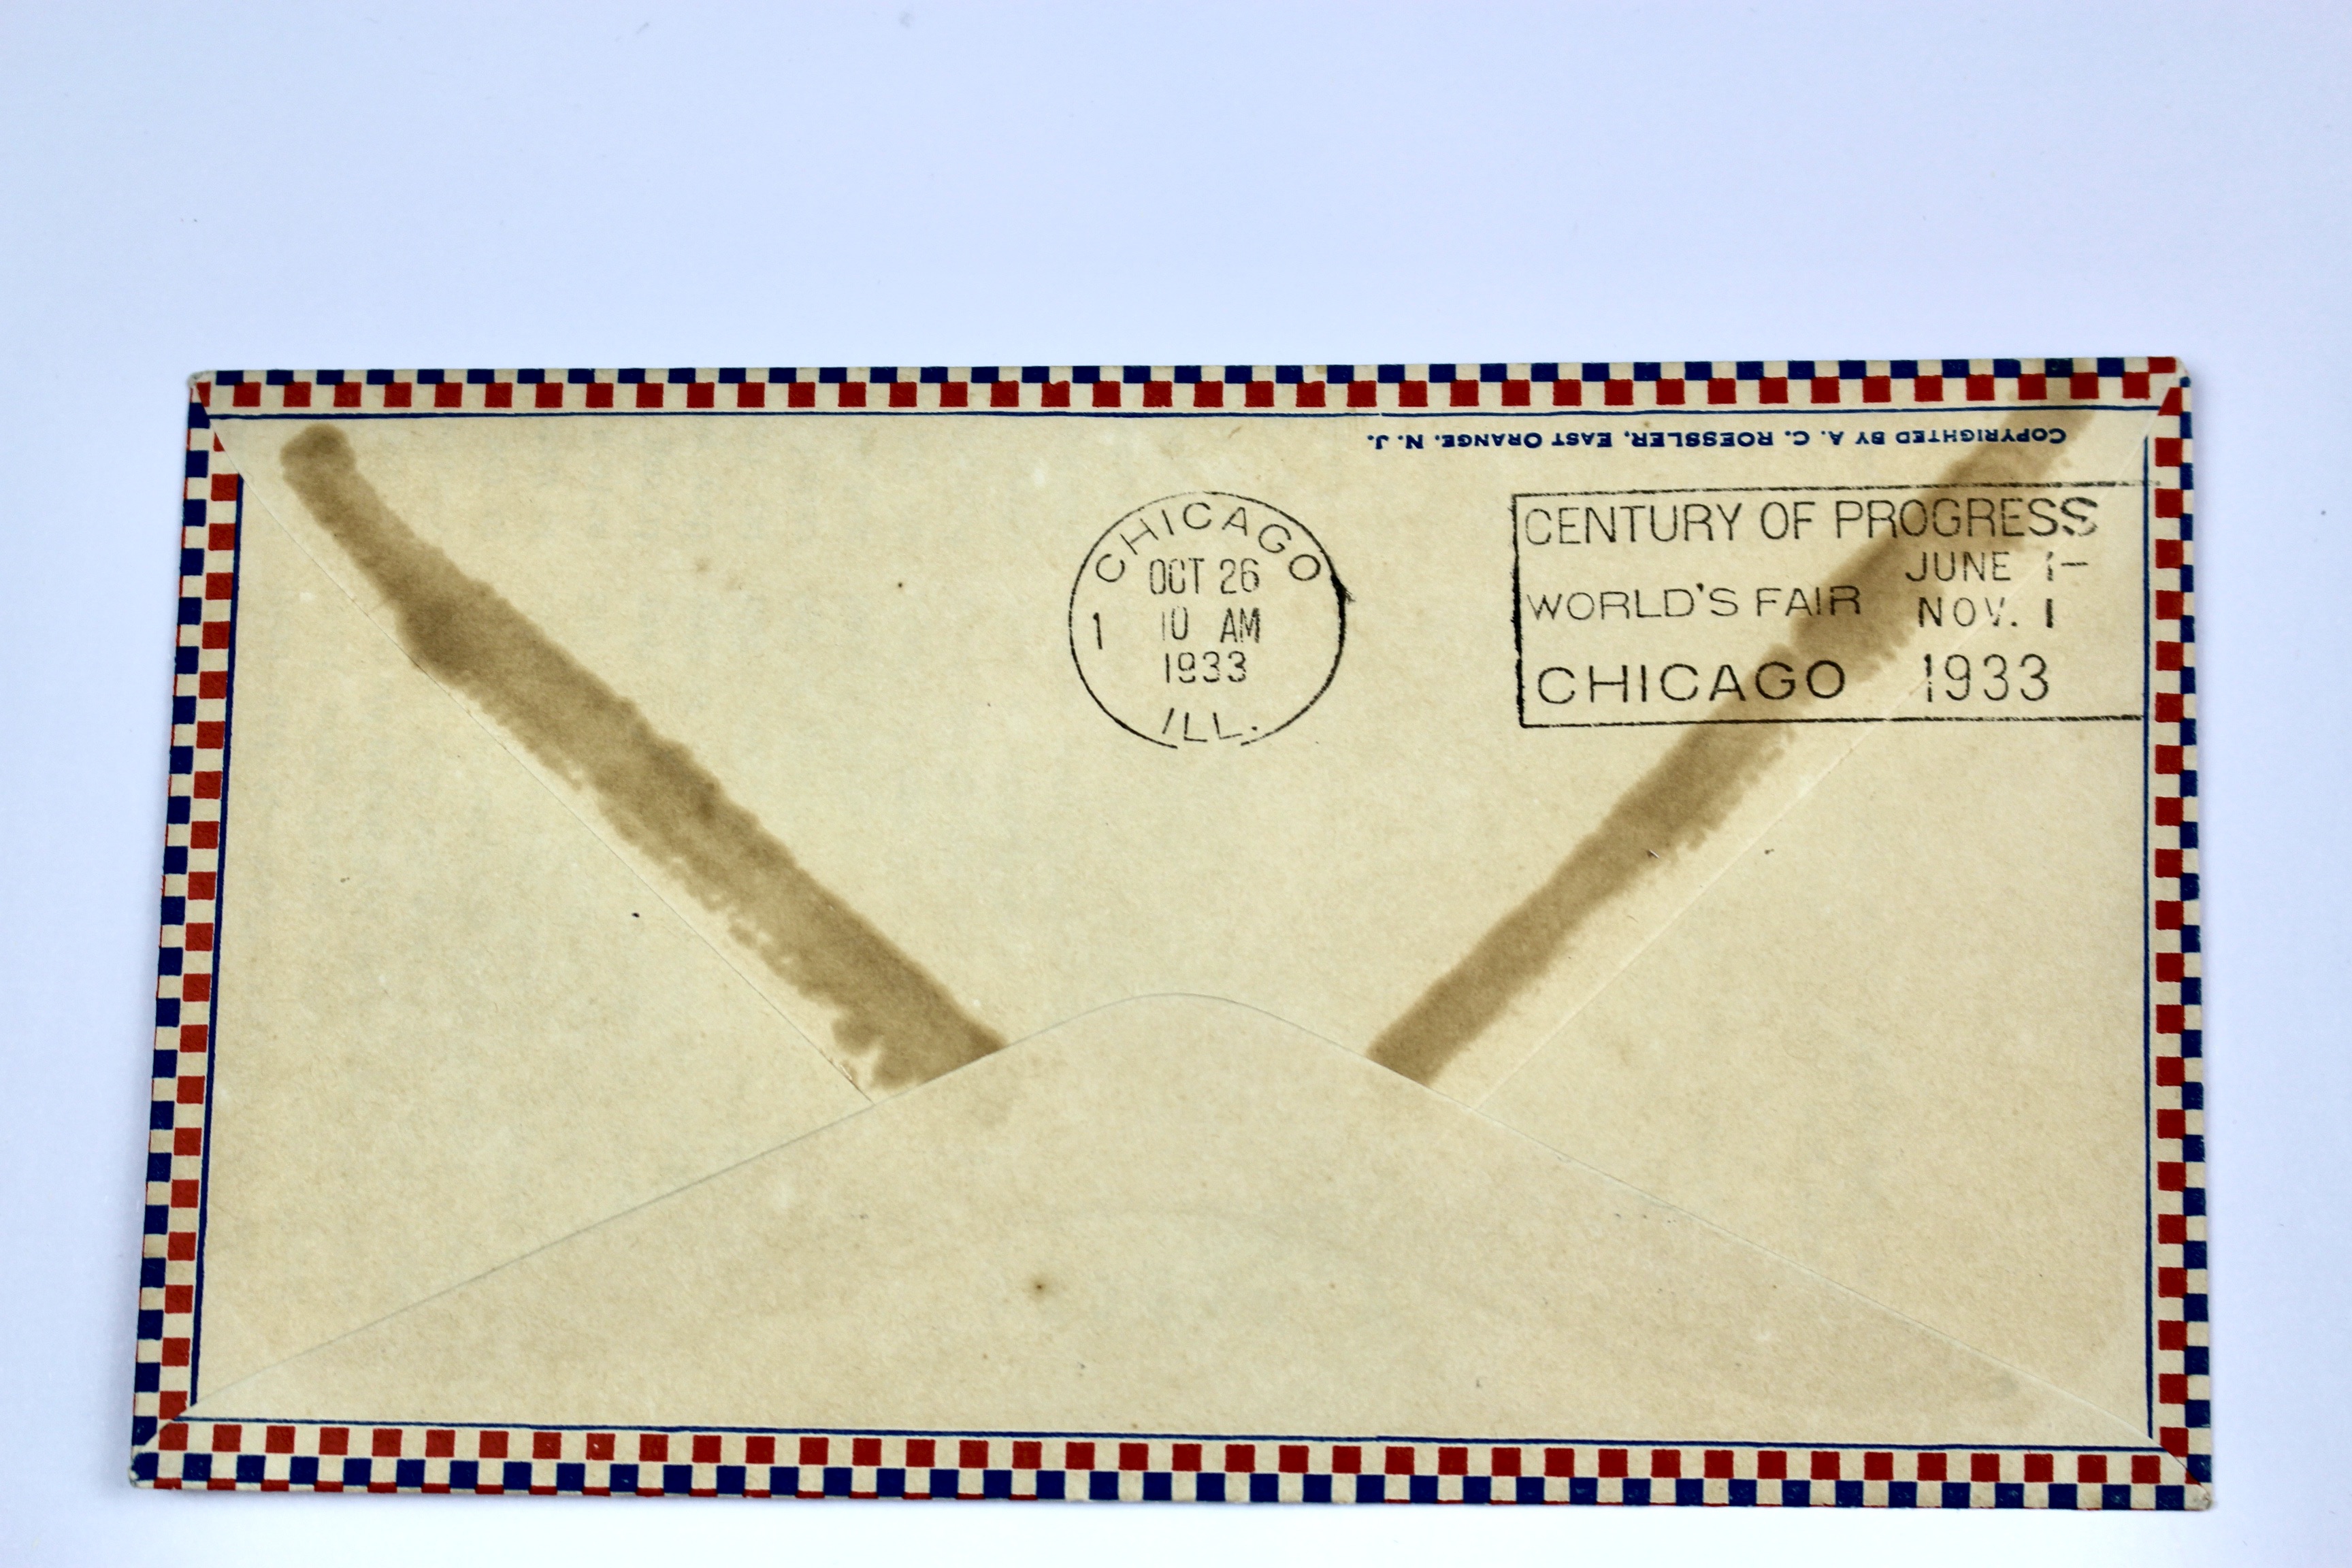 COPYRIGHTED BY A. C. ROESSLER, EAST ORANGE, N. J.
CHICAGO
OCT 26
1 10 AM
1933
ILL.
CENTURY OF PROGRESS
JUNE 1-
WORLD'S FAIR NOV. 1
CHICAGO 1933